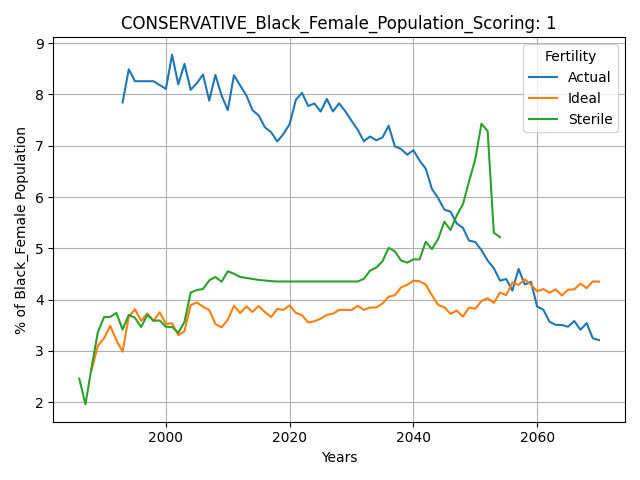 CONSERVATIVE_Black_Female_Population_Scoring: 1
Fertility
Actual
Ideal
Sterile
% of Black_Female Population
9
8
7
6
5
4
3
2
2000
2020
2040
2060
Years